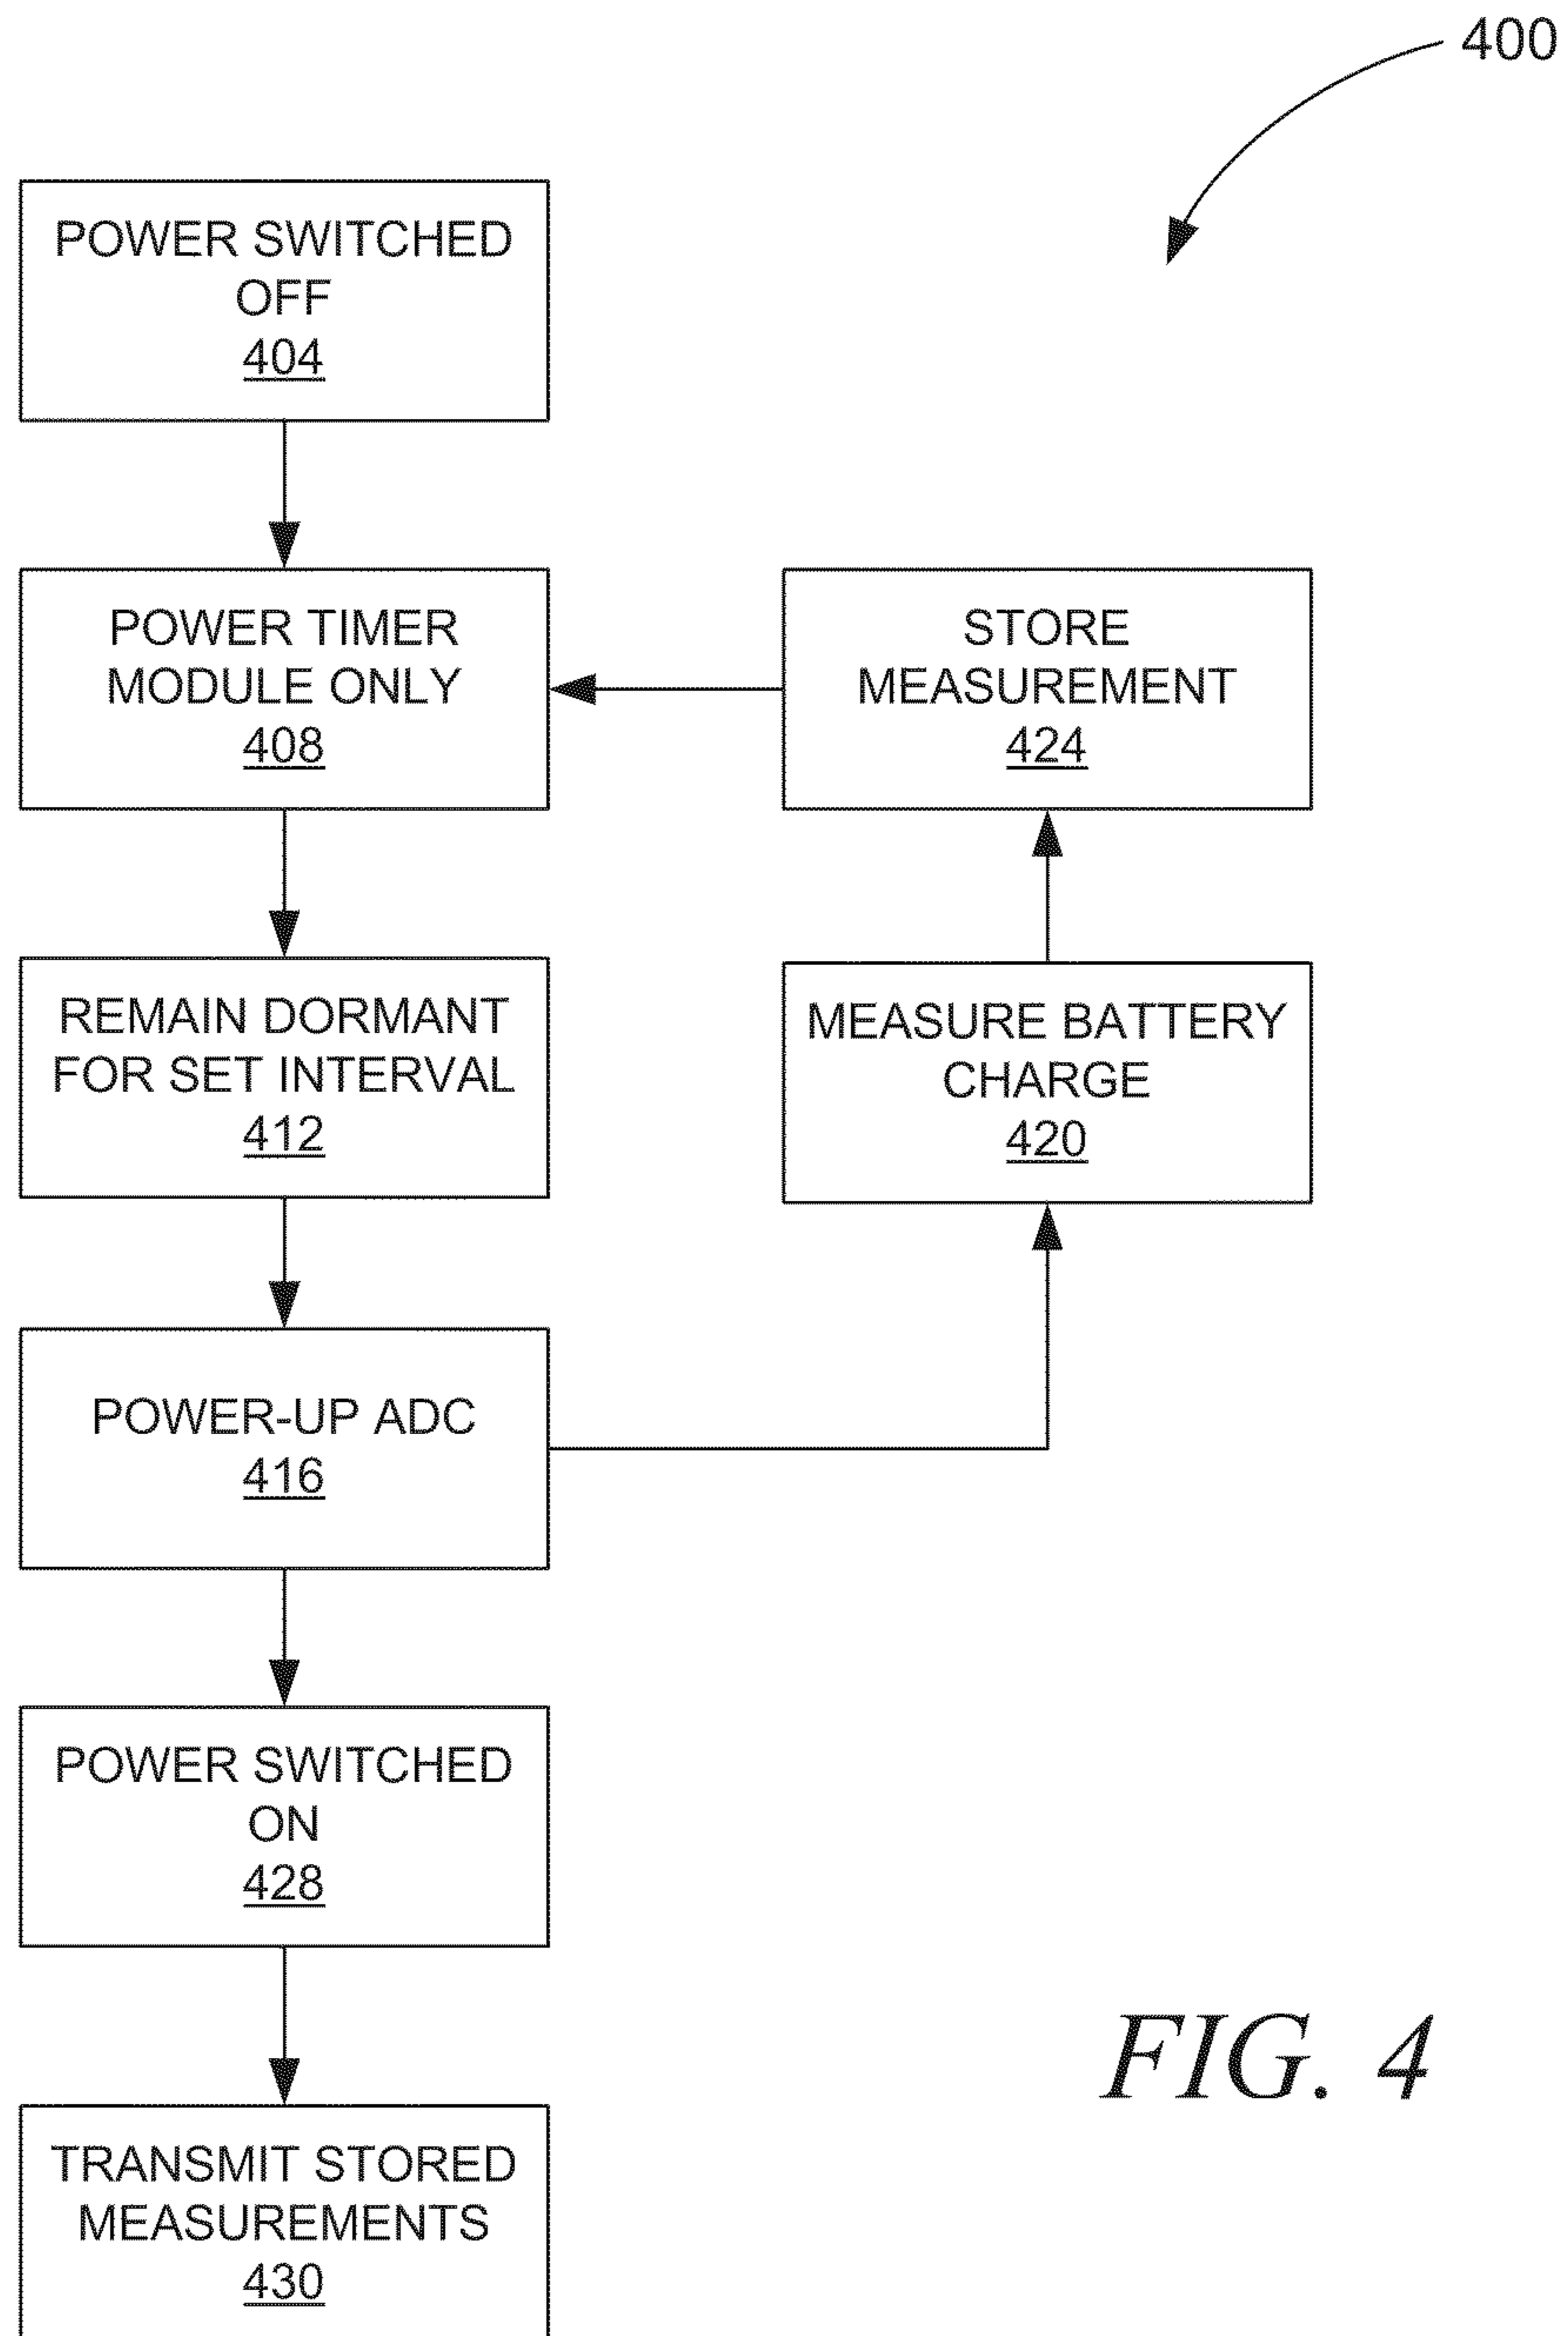 400
POWER SWITCHED
OFF
404
POWER TIMER
MODULE ONLY
408
STORE
MEASUREMENT
424
REMAIN DORMANT
FOR SET INTERVAL
412
MEASURE BATTERY
CHARGE
420
POWER-UP ADC
416
POWER SWITCHED
ON
428
TRANSMIT STORED
MEASUREMENTS
430
FIG. 4